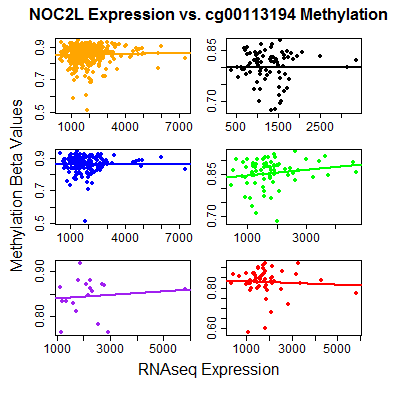 NOC2L Expression vs. cg00113194 Methylation
Methylation Beta Values
0.5 0.7 0.9
1000 4000 7000
0.70 0.85
500 1500 2500
0.5 0.7 0.9
1000 4000 7000
0.70 0.85
1000 3000
0.80 0.90
1000 3000 5000
0.60 0.80
1000 3000 5000
RNAseq Expression